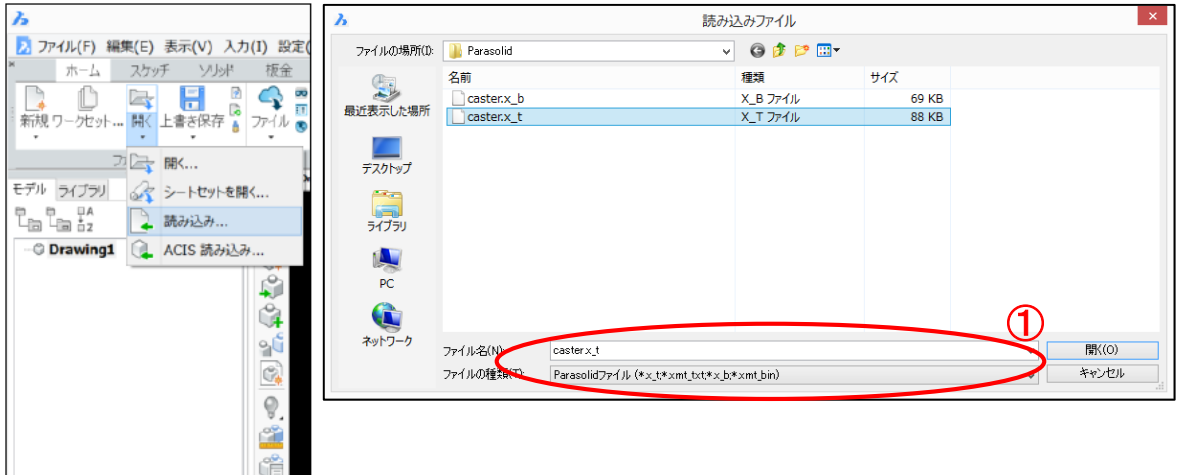 ファイル(F) 編集(E) 表示(V) 入力(I) 設定(
ホーム スケッチ ソリッド 板金
新規 ワークセット... 開く 上書き保存 ファイル
開く...
シートセットを開く...
読み込み...
ACIS 読み込み...
モデル ライブラリ
Drawing1
読み込みファイル
ファイルの場所(I): Parasolid
名前 種類 サイズ
caster.x_b X_B ファイル 69 KB
caster.x_t X_T ファイル 88 KB
最近表示した場所
デスクトップ
ライブラリ
PC
ネットワーク
①
ファイル名(N): caster.x_t 開く(O)
ファイルの種類(T): Parasolidファイル (*.x_t;*.xmt_txt;*.x_b;*.xmt_bin) キャンセル